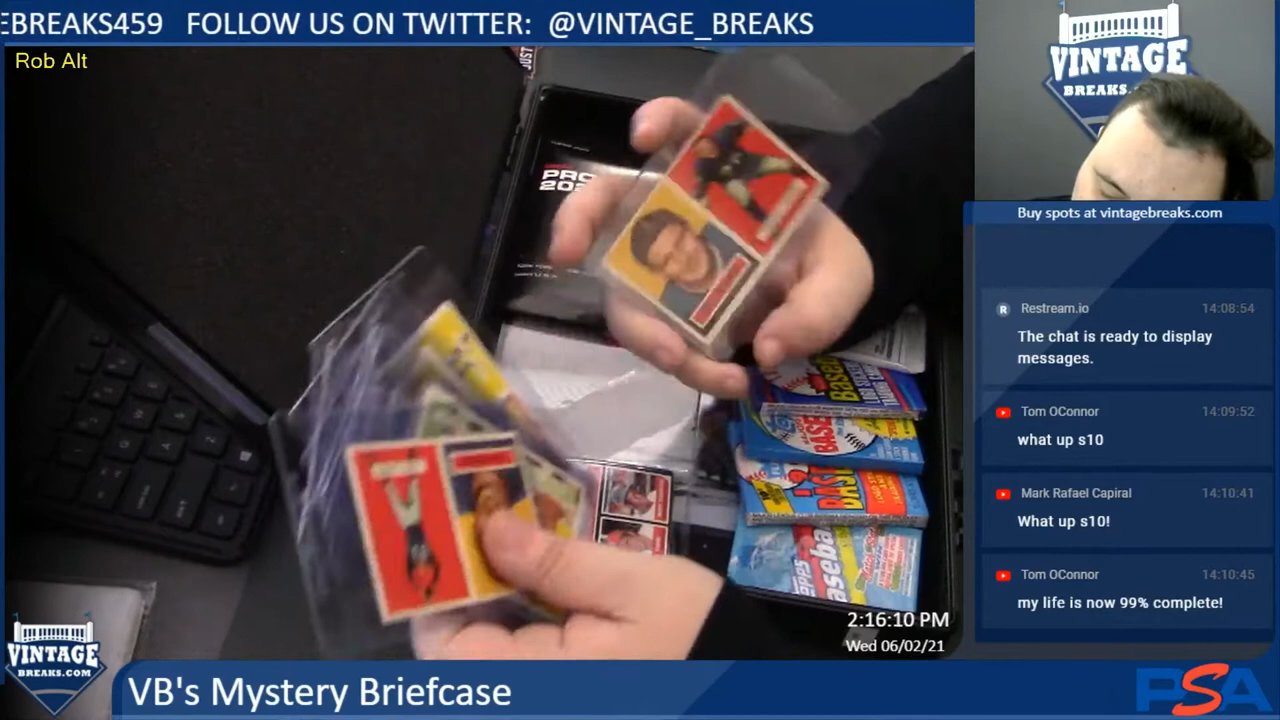 EBREAKS459 FOLLOW US ON TWITTER: @VINTAGE_BREAKS
Rob Alt
VINTAGE
BREAKS.
Buy spots at vintagebreaks.com
Restream.io 14:08:54
The chat is ready to display
messages.
Tom OConnor 14:09:52
what up s10
Mark Rafael Capiral 14:10:41
What up s10!
Tom OConnor 14:10:45
my life is now 99% complete!
PRO
2:16:10 PM
Wed 06/02/21
VINTAGE
BREAKS.COM
VB's Mystery Briefcase
PSA